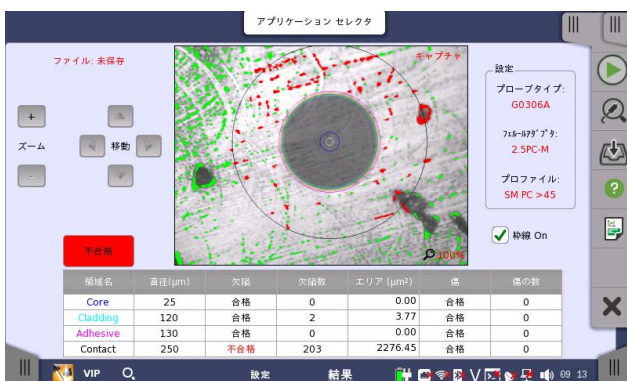 アプリケーション セレクタ
ファイル: 未保存
キャプチャ
設定
プローブタイプ:
G0306A
フェルールアダプタ:
2.5PC-M
プロファイル:
SM PC >45
+
ズーム
移動
-
枠線 On
100%
不合格
領域名 直径(μm) 欠陥 欠陥数 エリア (μm²) 傷 傷の数
Core 25 合格 0 0.00 合格 0
Cladding 120 合格 2 3.77 合格 0
Adhesive 130 合格 0 0.00 合格 0
Contact 250 不合格 203 2276.45 合格 0
VIP 設定 結果 09 13